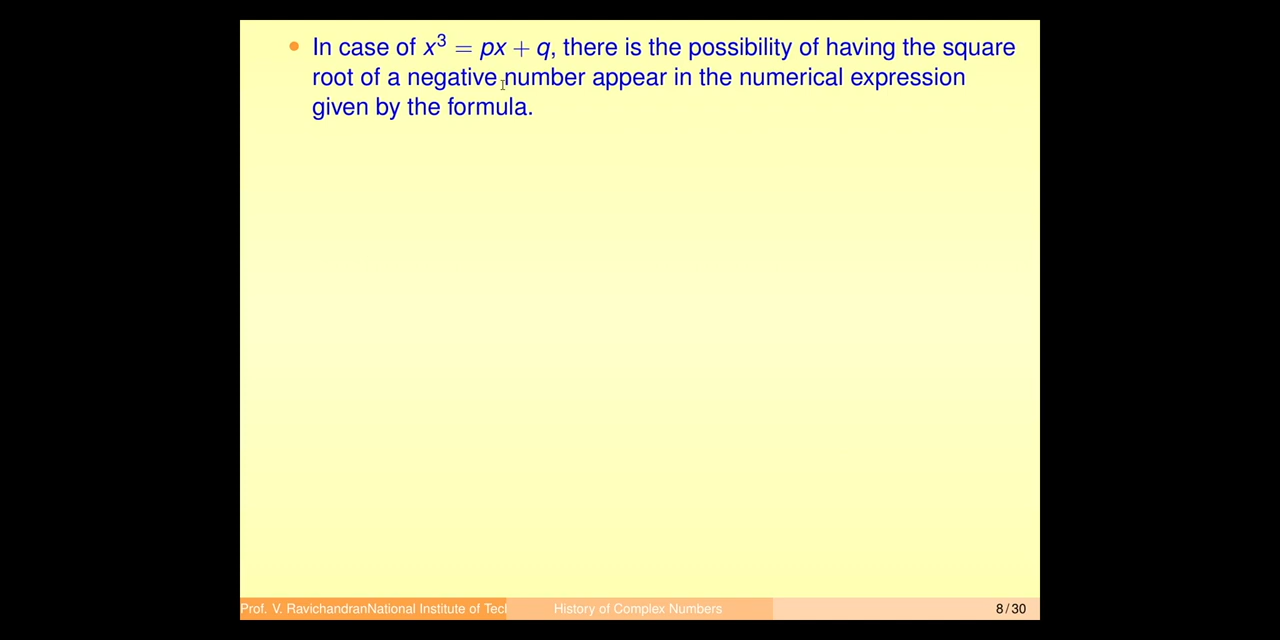 In case of x³ = px + q, there is the possibility of having the square
root of a negative number appear in the numerical expression
given by the formula.
Prof. V. RavichandranNational Institute of Tecl History of Complex Numbers 8 / 30